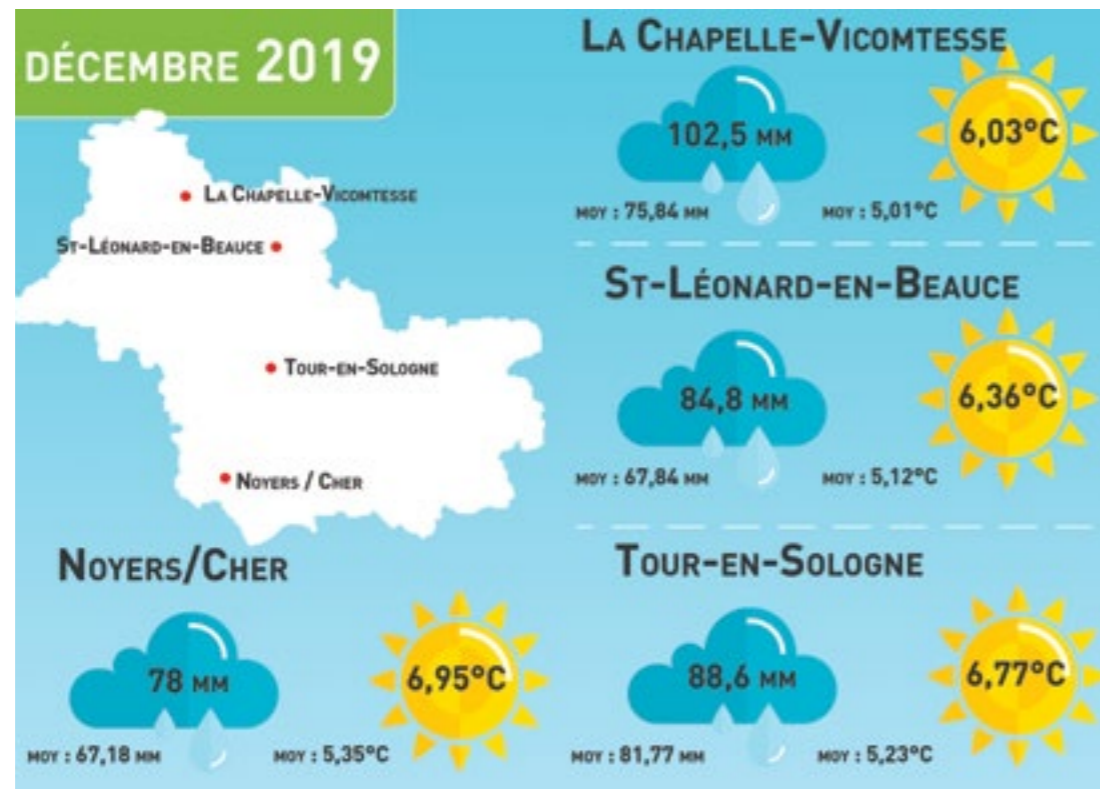 DÉCEMBRE 2019
LA CHAPELLE-VICOMTESSE
ST-LÉONARD-EN-BEAUCE
TOUR-EN-SOLOGNE
NOYERS / CHER
LA CHAPELLE-VICOMTESSE
102,5 MM
6,03°C
MOY : 75,84 MM
MOY : 5,01°C
ST-LÉONARD-EN-BEAUCE
84,8 MM
6,36°C
MOY : 67,84 MM
MOY : 5,12°C
NOYERS/CHER
78 MM
6,95°C
MOY : 67,18 MM
MOY : 5,35°C
TOUR-EN-SOLOGNE
88,6 MM
6,77°C
MOY : 81,77 MM
MOY : 5,23°C